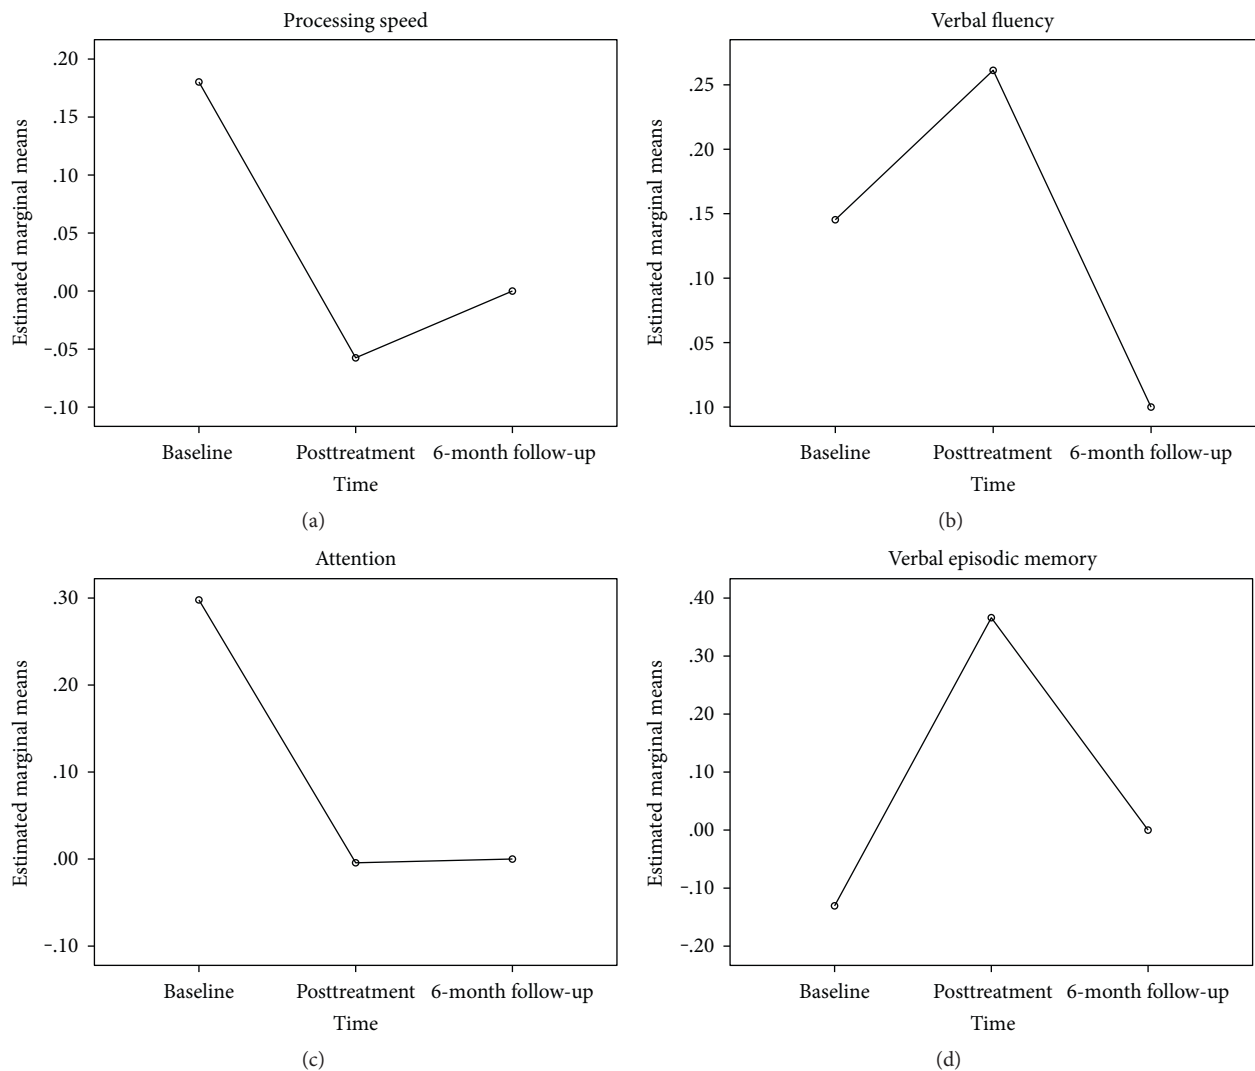 Processing speed
.20
.15
.10
.05
.00
-.05
-.10
Estimated marginal means
Baseline
Posttreatment
6-month follow-up
Time
(a)
Verbal fluency
.25
.20
.15
.10
.05
.10
Estimated marginal means
Baseline
Posttreatment
6-month follow-up
Time
(b)
Attention
.30
.20
.10
.00
-.10
Estimated marginal means
Baseline
Posttreatment
6-month follow-up
Time
(c)
Verbal episodic memory
.40
.30
.20
.10
.00
-.10
-.20
Estimated marginal means
Baseline
Posttreatment
6-month follow-up
Time
(d)